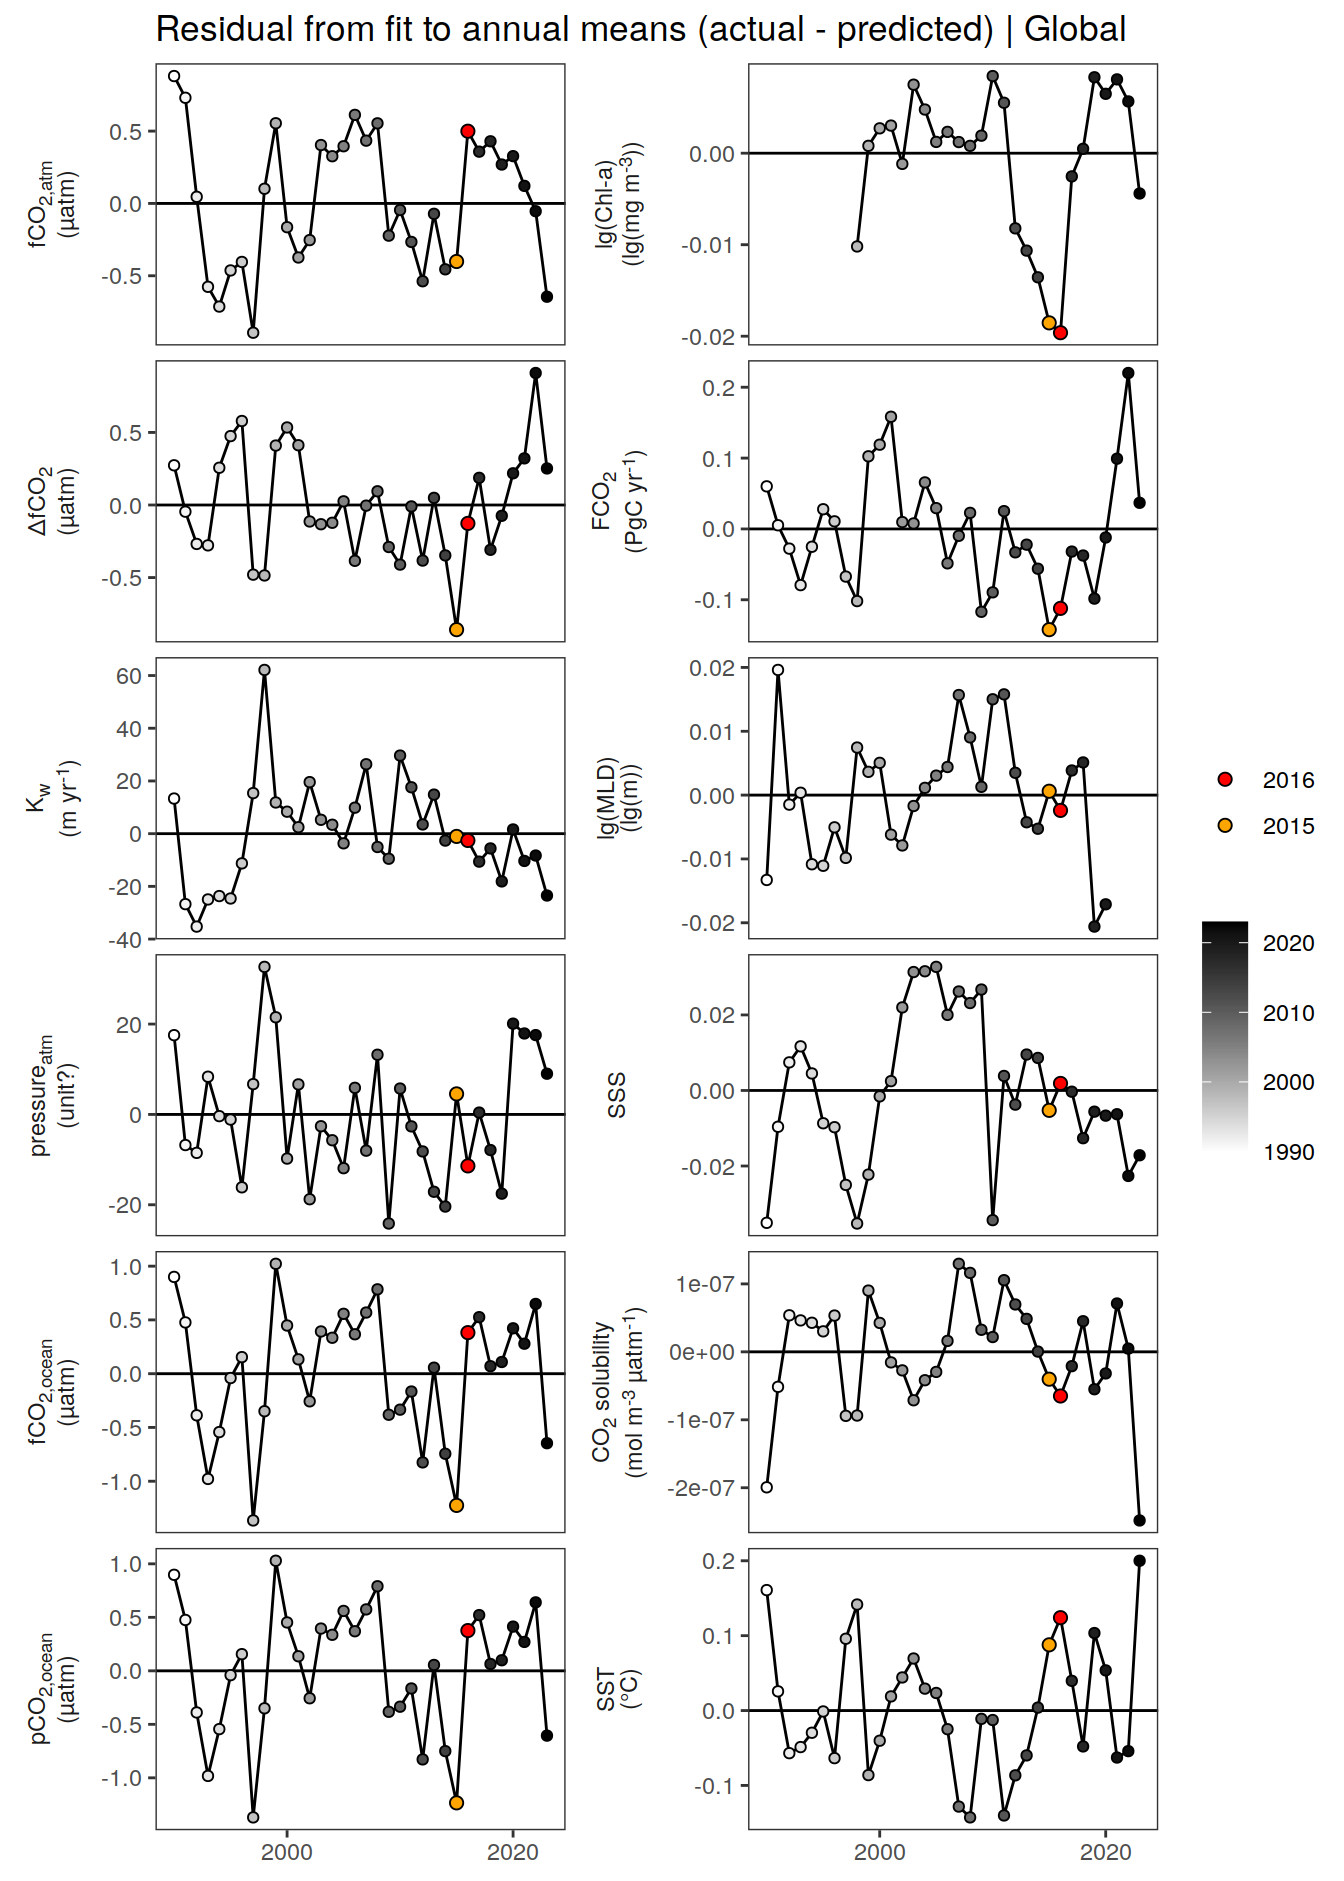 Residual from fit to annual means (actual - predicted) | Global
fCO2,atm
(µatm)
0.5
0.0
-0.5
lg(Chl-a)
(lg(mg m-3))
0.00
-0.01
-0.02
ΔfCO2
(µatm)
0.5
0.0
-0.5
FCO2
(PgC yr-1)
0.2
0.1
0.0
-0.1
Kw
(m yr-1)
60
40
20
0
-20
-40
lg(MLD)
(lg(m))
0.02
0.01
0.00
-0.01
-0.02
pressureatm
(unit?)
20
0
-20
SSS
0.02
0.00
-0.02
fCO2,ocean
(µatm)
1.0
0.5
0.0
-0.5
-1.0
CO2 solubility
(mol m-3 µatm-1)
1e-07
0e+00
-1e-07
-2e-07
pCO2,ocean
(µatm)
1.0
0.5
0.0
-0.5
-1.0
SST
(°C)
0.2
0.1
0.0
-0.1
2000
2020
2000
2020
2016
2015
2020
2010
2000
1990